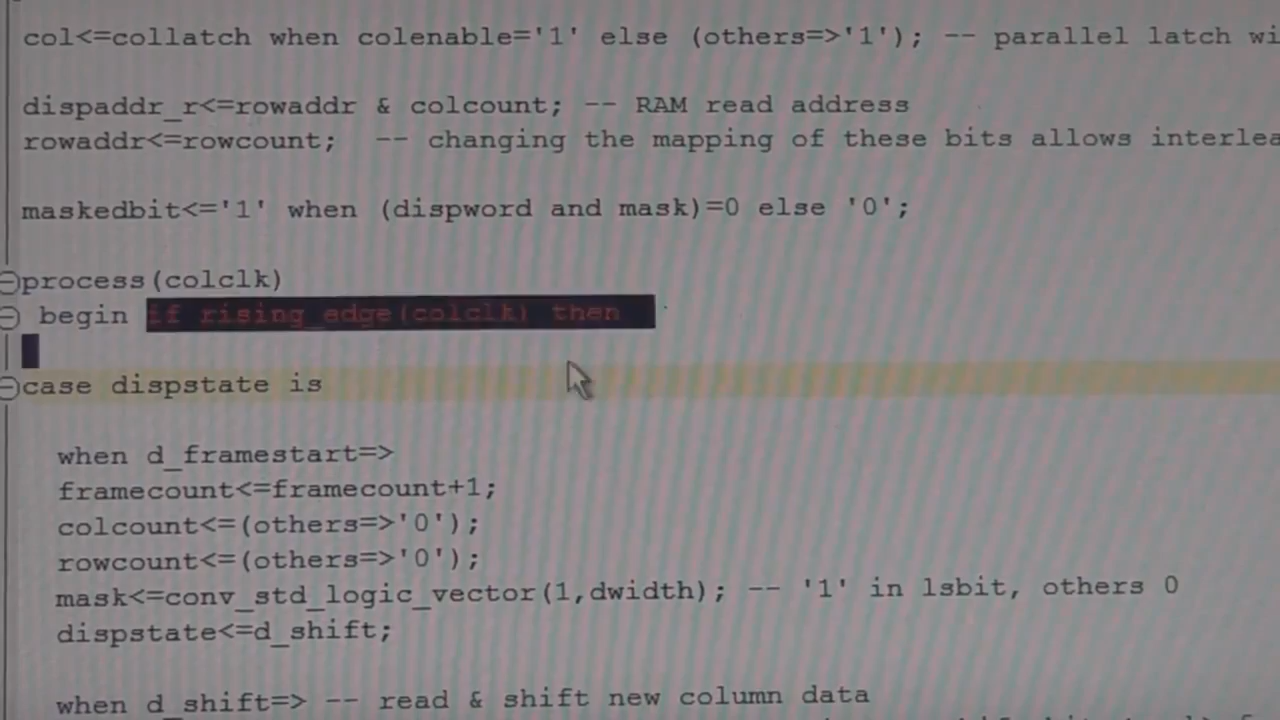 col<=collatch when colenable='1' else (others=>'1'); -- parallel latch
dispaddr_r<=rowaddr & colcount; -- RAM read address
rowaddr<=rowcount;  -- changing the mapping of these bits allows
maskedbit<='1' when (dispword and mask)=0 else '0';
process(colclk)
begin if rising_edge(colclk) then
case dispstate is
when d_framestart=>
framecount<=framecount+1;
colcount<=(others=>'0');
rowcount<=(others=>'0');
mask<=conv_std_logic_vector(1,dwidth); -- '1' in lsbit, others 0
dispstate<=d_shift;
when d_shift=> -- read & shift new column data